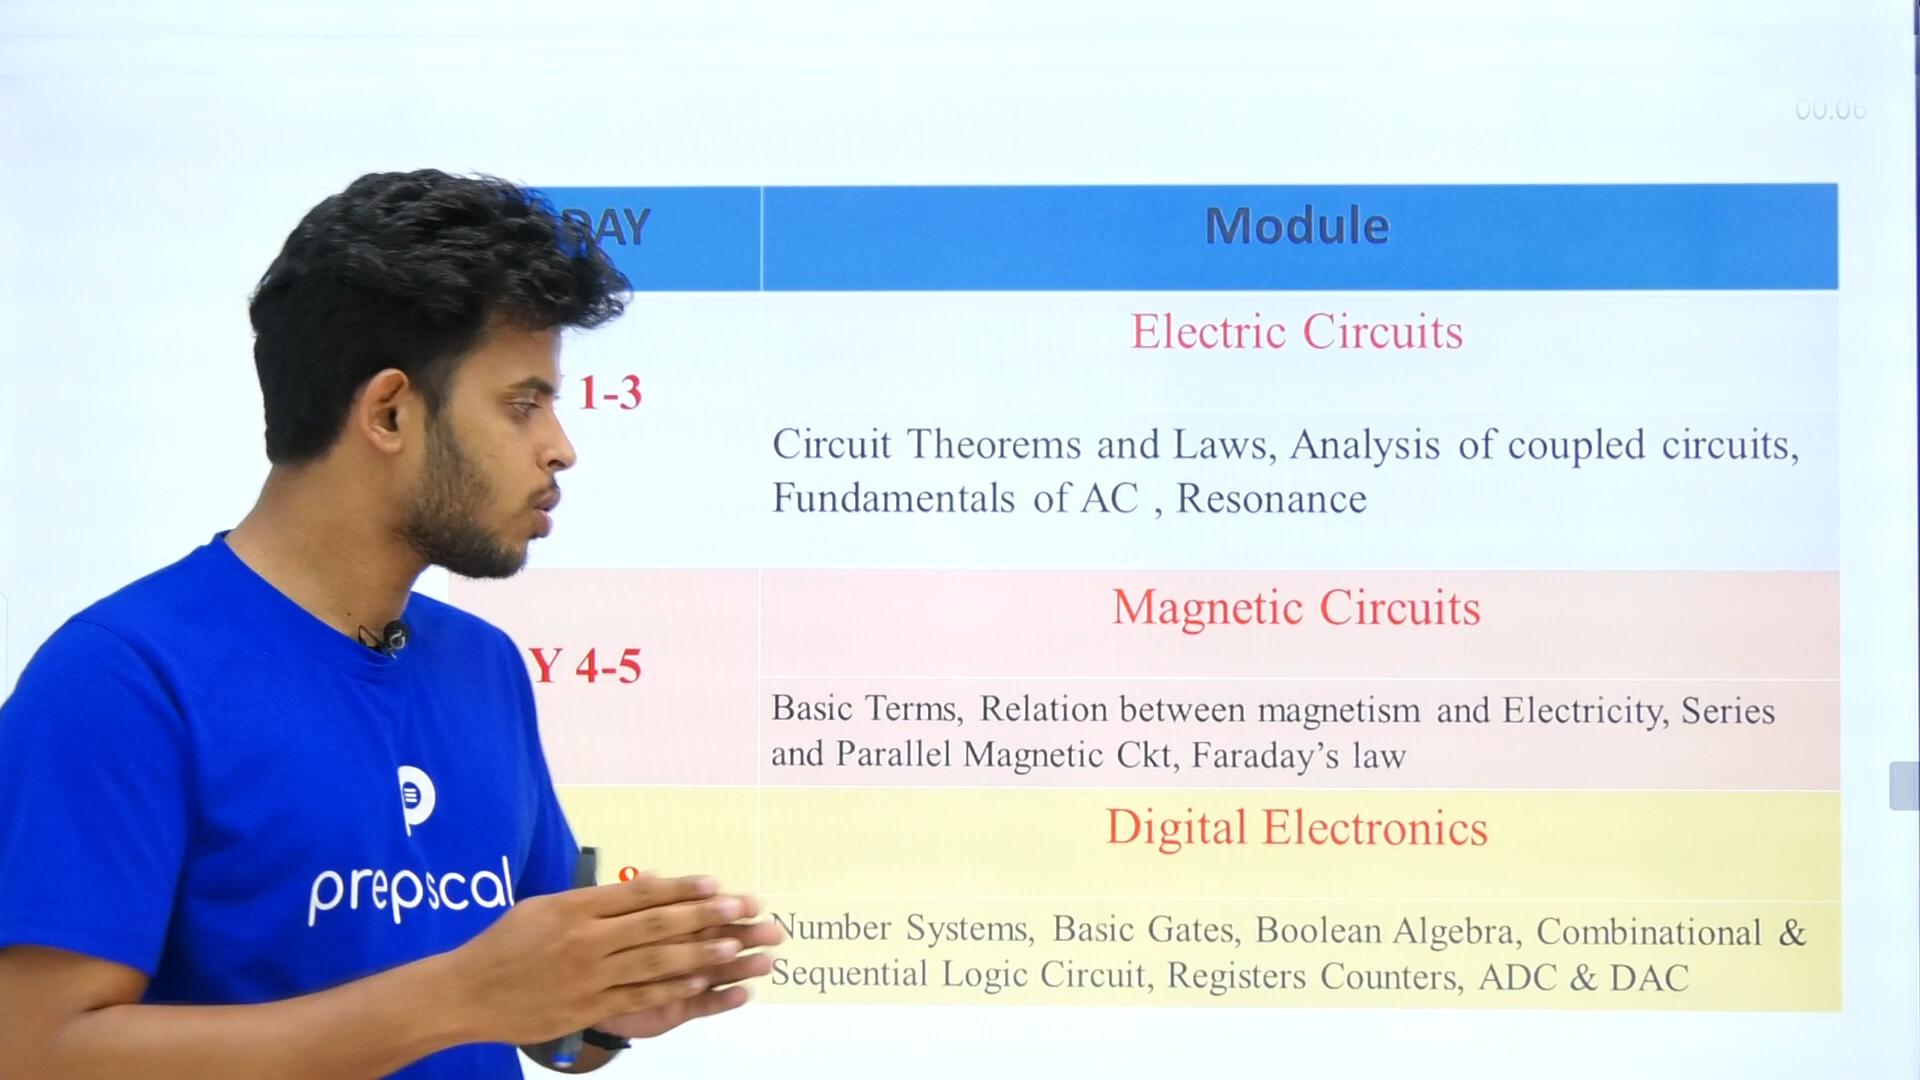 00:06
DAY
Module
Electric Circuits
1-3
Circuit Theorems and Laws, Analysis of coupled circuits,
Fundamentals of AC , Resonance
Magnetic Circuits
Y 4-5
Basic Terms, Relation between magnetism and Electricity, Series
and Parallel Magnetic Ckt, Faraday’s law
Digital Electronics
8
Number Systems, Basic Gates, Boolean Algebra, Combinational &
Sequential Logic Circuit, Registers Counters, ADC & DAC
prepscal